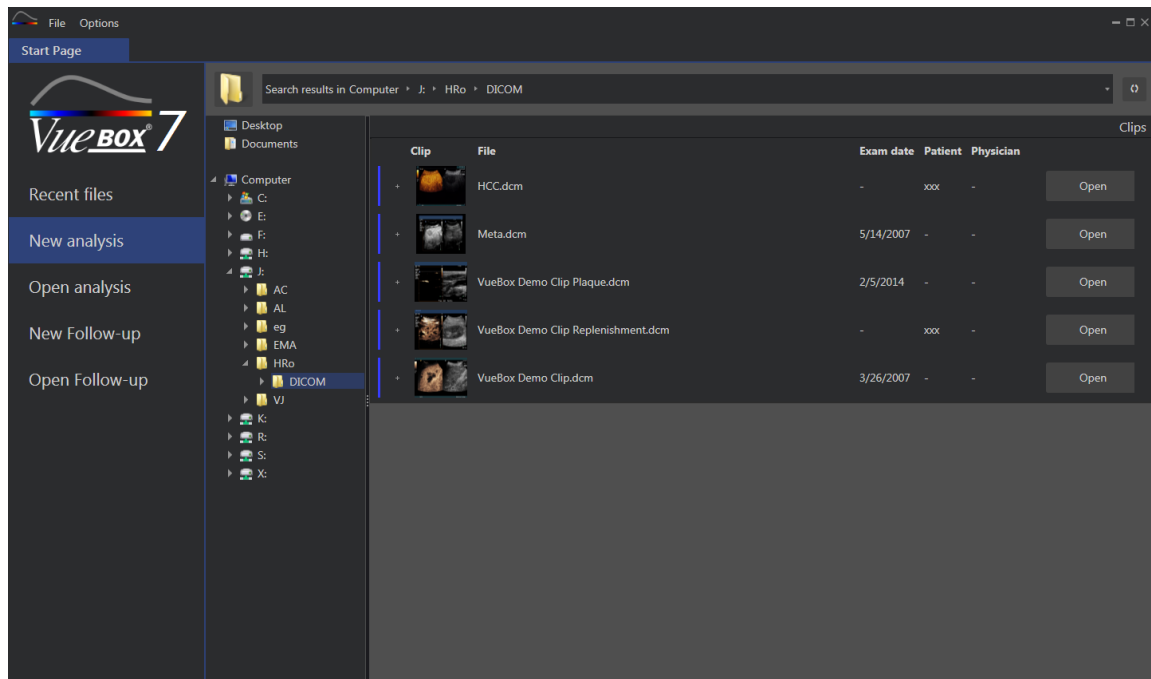 File Options
Start Page
VUEBOX® 7
Recent files
New analysis
Open analysis
New Follow-up
Open Follow-up
Search results in Computer J: HRo DICOM
Desktop
Documents
Computer
C:
E:
F:
H:
J:
AC
AL
eg
EMA
HRo
DICOM
VJ
K:
R:
S:
X:
Clips
Clip File Exam date Patient Physician
+ HCC.dcm - xxx - Open
+ Meta.dcm 5/14/2007 - - Open
+ VueBox Demo Clip Plaque.dcm 2/5/2014 - - Open
+ VueBox Demo Clip Replenishment.dcm - xxx - Open
+ VueBox Demo Clip.dcm 3/26/2007 - - Open